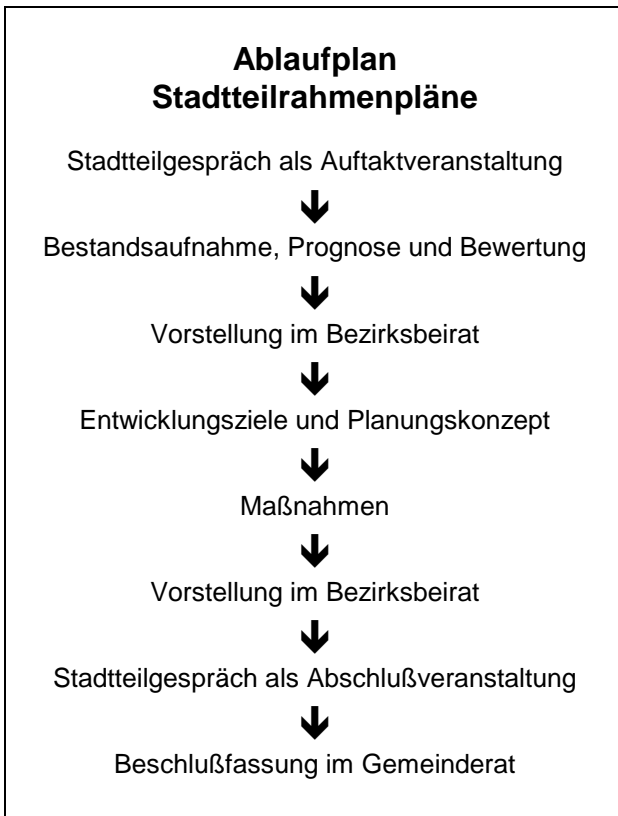 Ablaufplan
Stadtteilrahmenpläne
Stadtteilgespräch als Auftaktveranstaltung
Bestandsaufnahme, Prognose und Bewertung
Vorstellung im Bezirksbeirat
Entwicklungsziele und Planungskonzept
Maßnahmen
Vorstellung im Bezirksbeirat
Stadtteilgespräch als Abschlußveranstaltung
Beschlußfassung im Gemeinderat